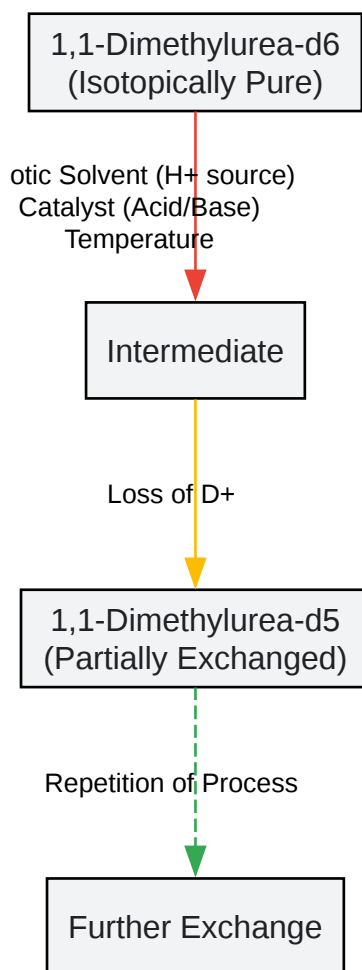 1,1-Dimethylurea-d6
(Isotopically Pure)
otic Solvent (H+ source)
Catalyst (Acid/Base)
Temperature
Intermediate
Loss of D+
1,1-Dimethylurea-d5
(Partially Exchanged)
Repetition of Process
Further Exchange